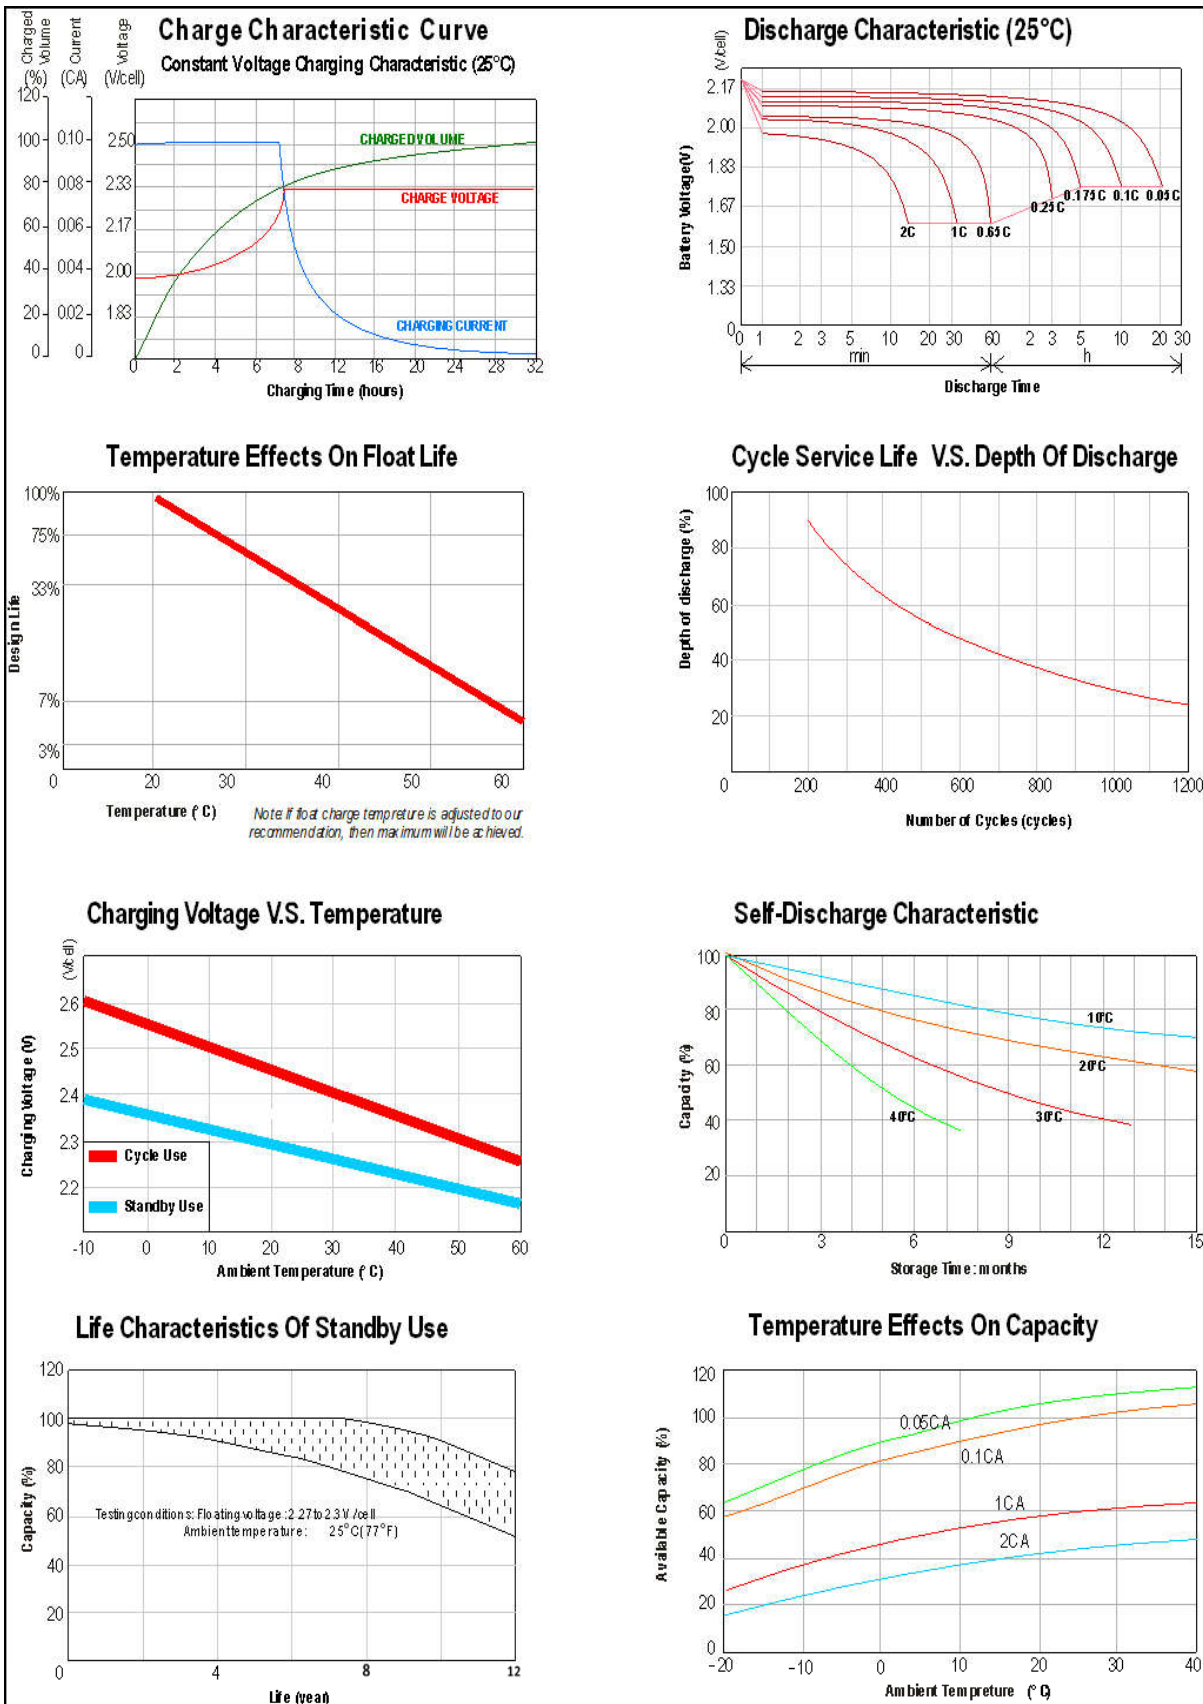 Charge Characteristic Curve
Constant Voltage Charging Characteristic (25°C)
Charged Volume (%)
Current (CA)
Voltage (V/cell)
120
100 0.10 2.50
80 0.08 2.33
60 0.06 2.17
40 0.04 2.00
20 0.02 1.83
0 0
CHARGED VOLUME
CHARGE VOLTAGE
CHARGING CURRENT
0 2 4 6 8 12 16 20 24 28 32
Charging Time (hours)
Discharge Characteristic (25°C)
(V/cell)
Battery Voltage(V)
2.17
2.00
1.83
1.67
1.50
1.33
0
2C 1C 0.65C 0.25C 0.175C 0.1C 0.05C
0 1 2 3 5 10 20 30 60 2 3 5 10 20 30
min h
Discharge Time
Temperature Effects On Float Life
Design Life
100%
75%
33%
7%
3%
0 20 30 40 50 60
Temperature (°C)
Note: If float charge tempreture is adjusted to our
recommendation, then maximum will be achieved.
Cycle Service Life V.S. Depth Of Discharge
Depth of discharge (%)
100
80
60
40
20
0
200 400 600 800 1000 1200
Number of Cycles (cycles)
Charging Voltage V.S. Temperature
(V/cell)
Charging Voltage (V)
2.6
2.5
2.4
2.3
2.2
Cycle Use
Standby Use
-10 0 10 20 30 40 50 60
Ambient Temperature (°C)
Self-Discharge Characteristic
Capacity (%)
100
80
60
40
20
10°C
20°C
30°C
40°C
0 3 6 9 12 15
Storage Time: months
Life Characteristics Of Standby Use
Capacity (%)
120
100
80
60
40
20
0 4 8 12
Testing conditions: Floating voltage: 2.27 to 2.3 V/cell
Ambient temperature: 25°C(77°F)
Life (year)
Temperature Effects On Capacity
Available Capacity (%)
120
100
80
60
40
20
0
0.05CA
0.1CA
1CA
2CA
-20 -10 0 10 20 30 40
Ambient Tempreture (°C)